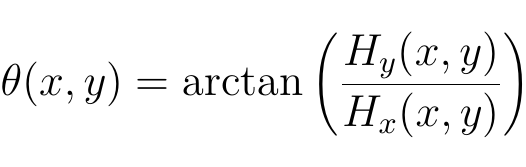 θ(x, y) = arctan (H_y(x, y) / H_x(x, y))